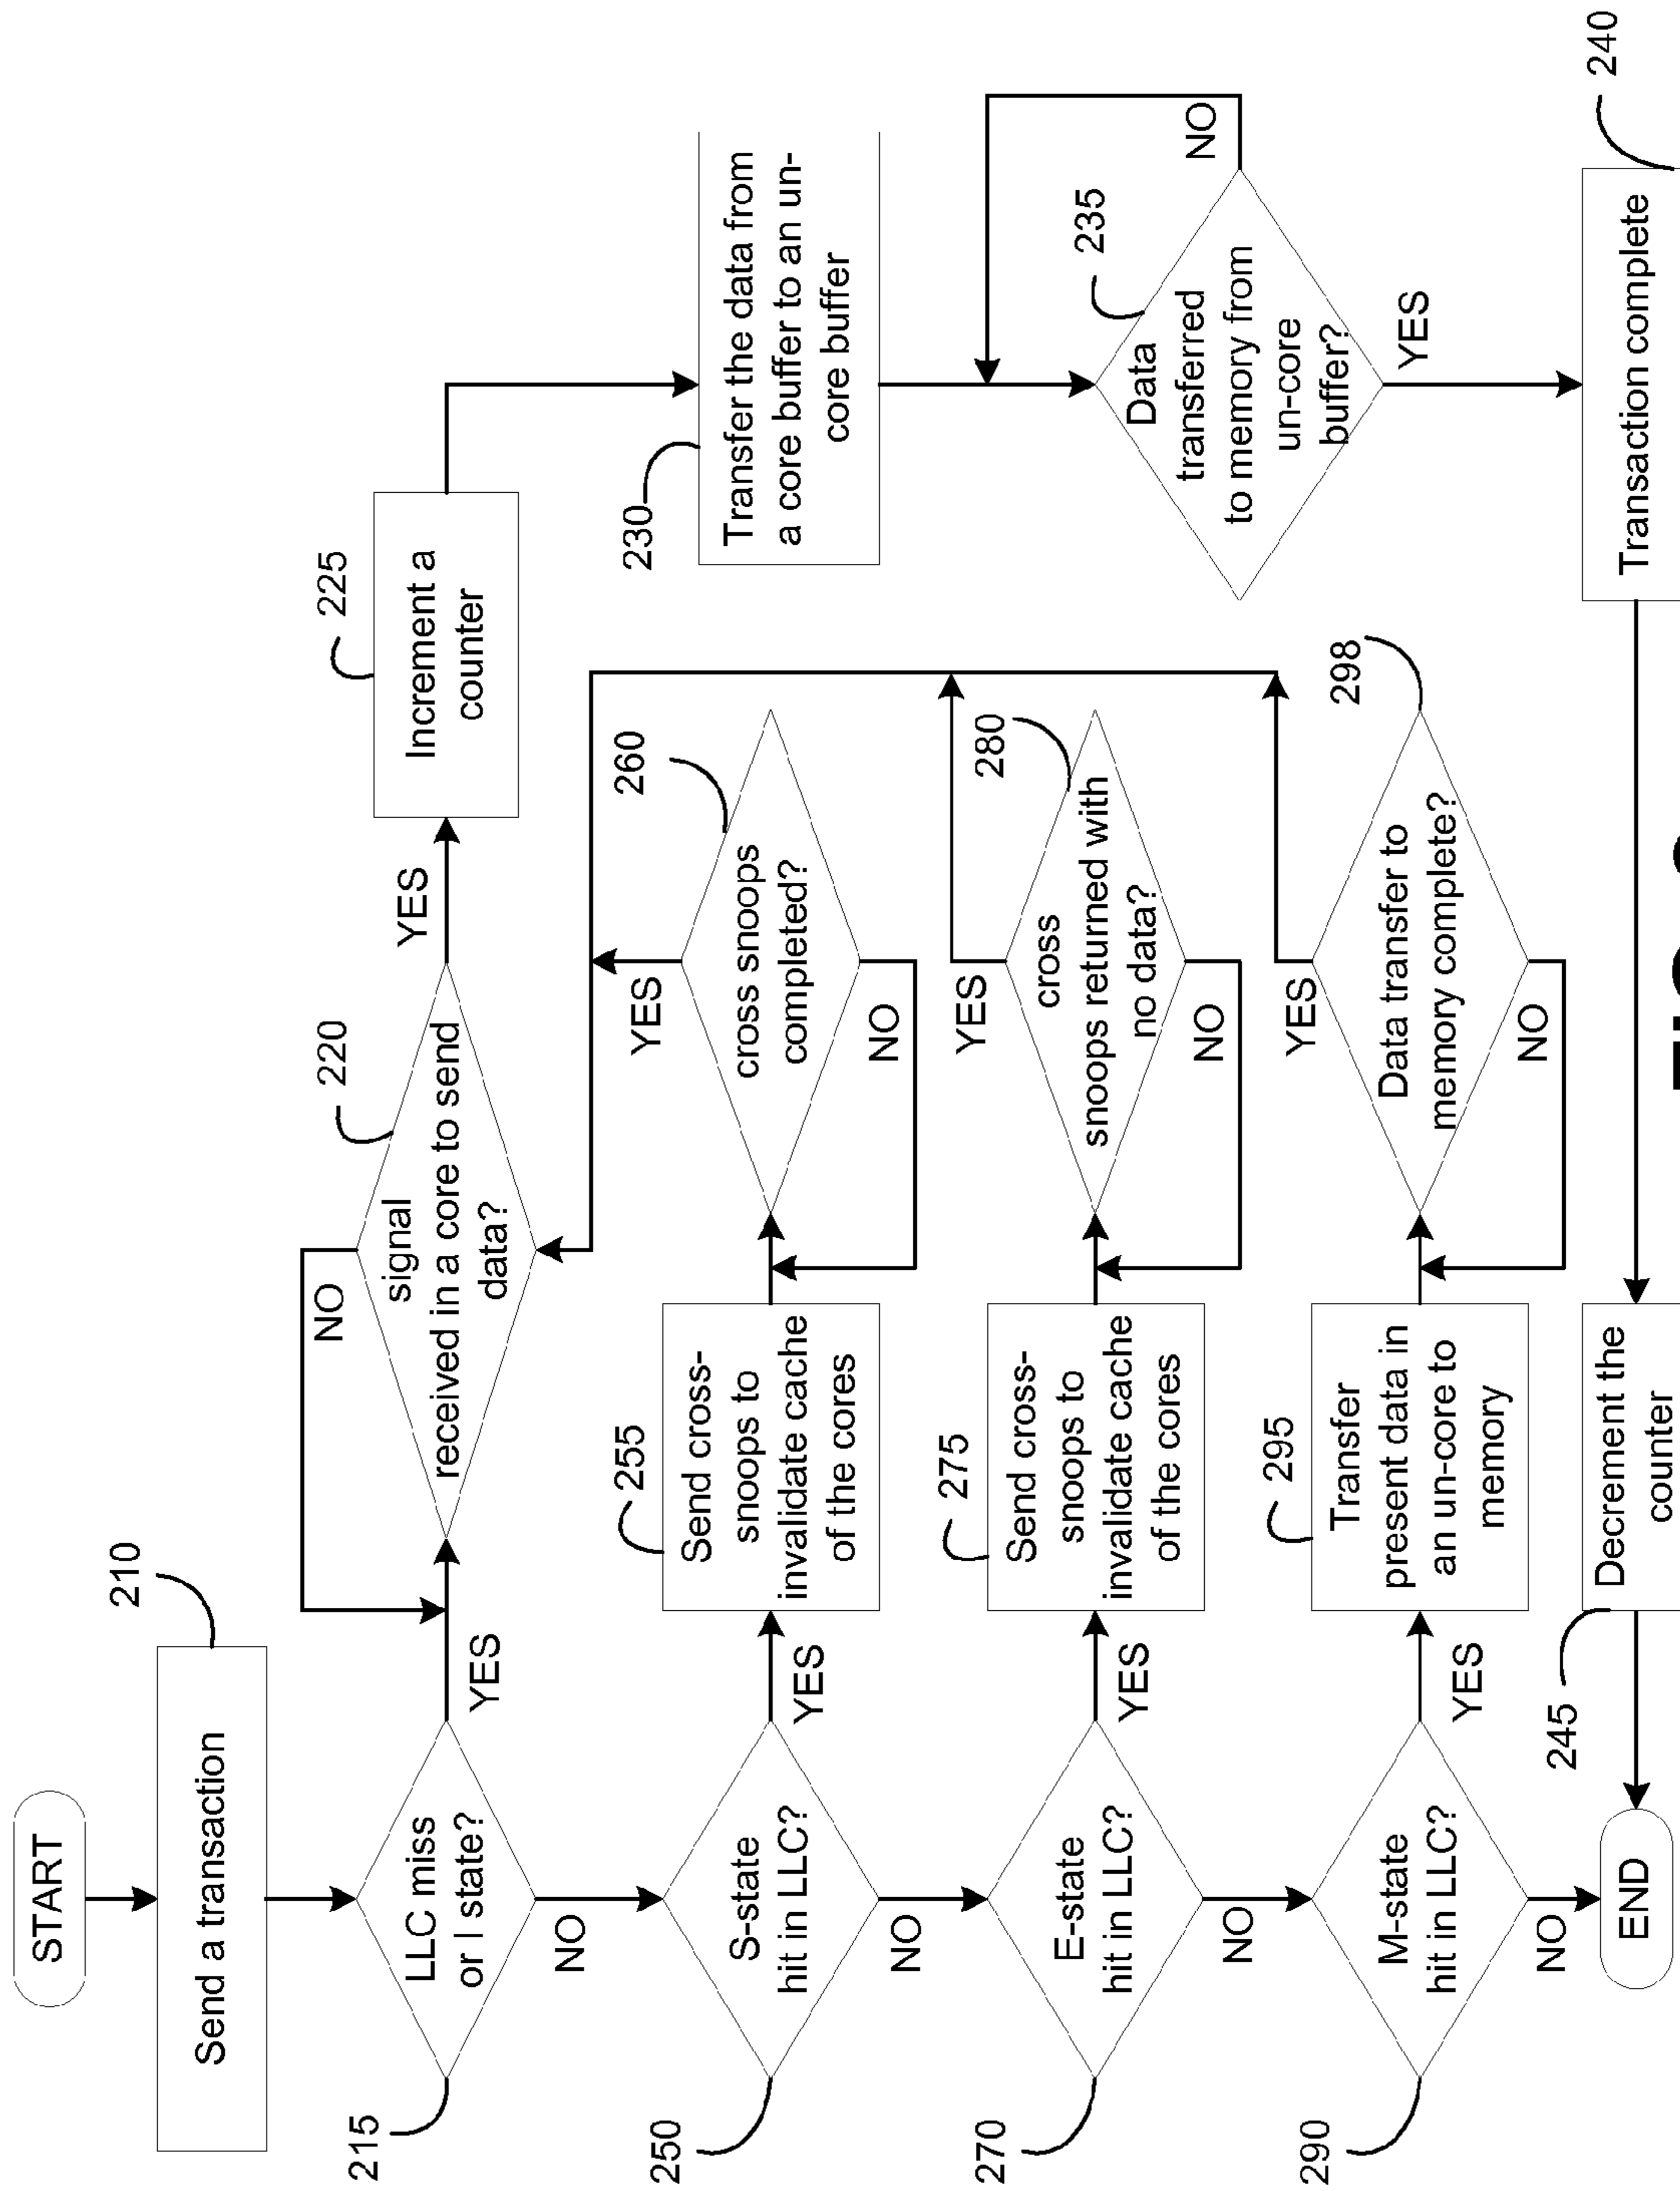 START
210
Send a transaction
215
LLC miss
or I state?
YES
NO
220
signal
received in a core to send
data?
NO
YES
225
Increment a
counter
230
Transfer the data from
a core buffer to an un-
core buffer
235
Data
transferred
to memory from
un-core
buffer?
NO
YES
240
Transaction complete
250
S-state
hit in LLC?
YES
NO
255
Send cross-
snoops to
invalidate cache
of the cores
260
cross snoops
completed?
YES
NO
270
E-state
hit in LLC?
YES
NO
275
Send cross-
snoops to
invalidate cache
of the cores
280
cross
snoops returned with
no data?
YES
NO
290
M-state
hit in LLC?
YES
NO
295
Transfer
present data in
an un-core to
memory
298
Data transfer to
memory complete?
YES
NO
245
Decrement the
counter
END